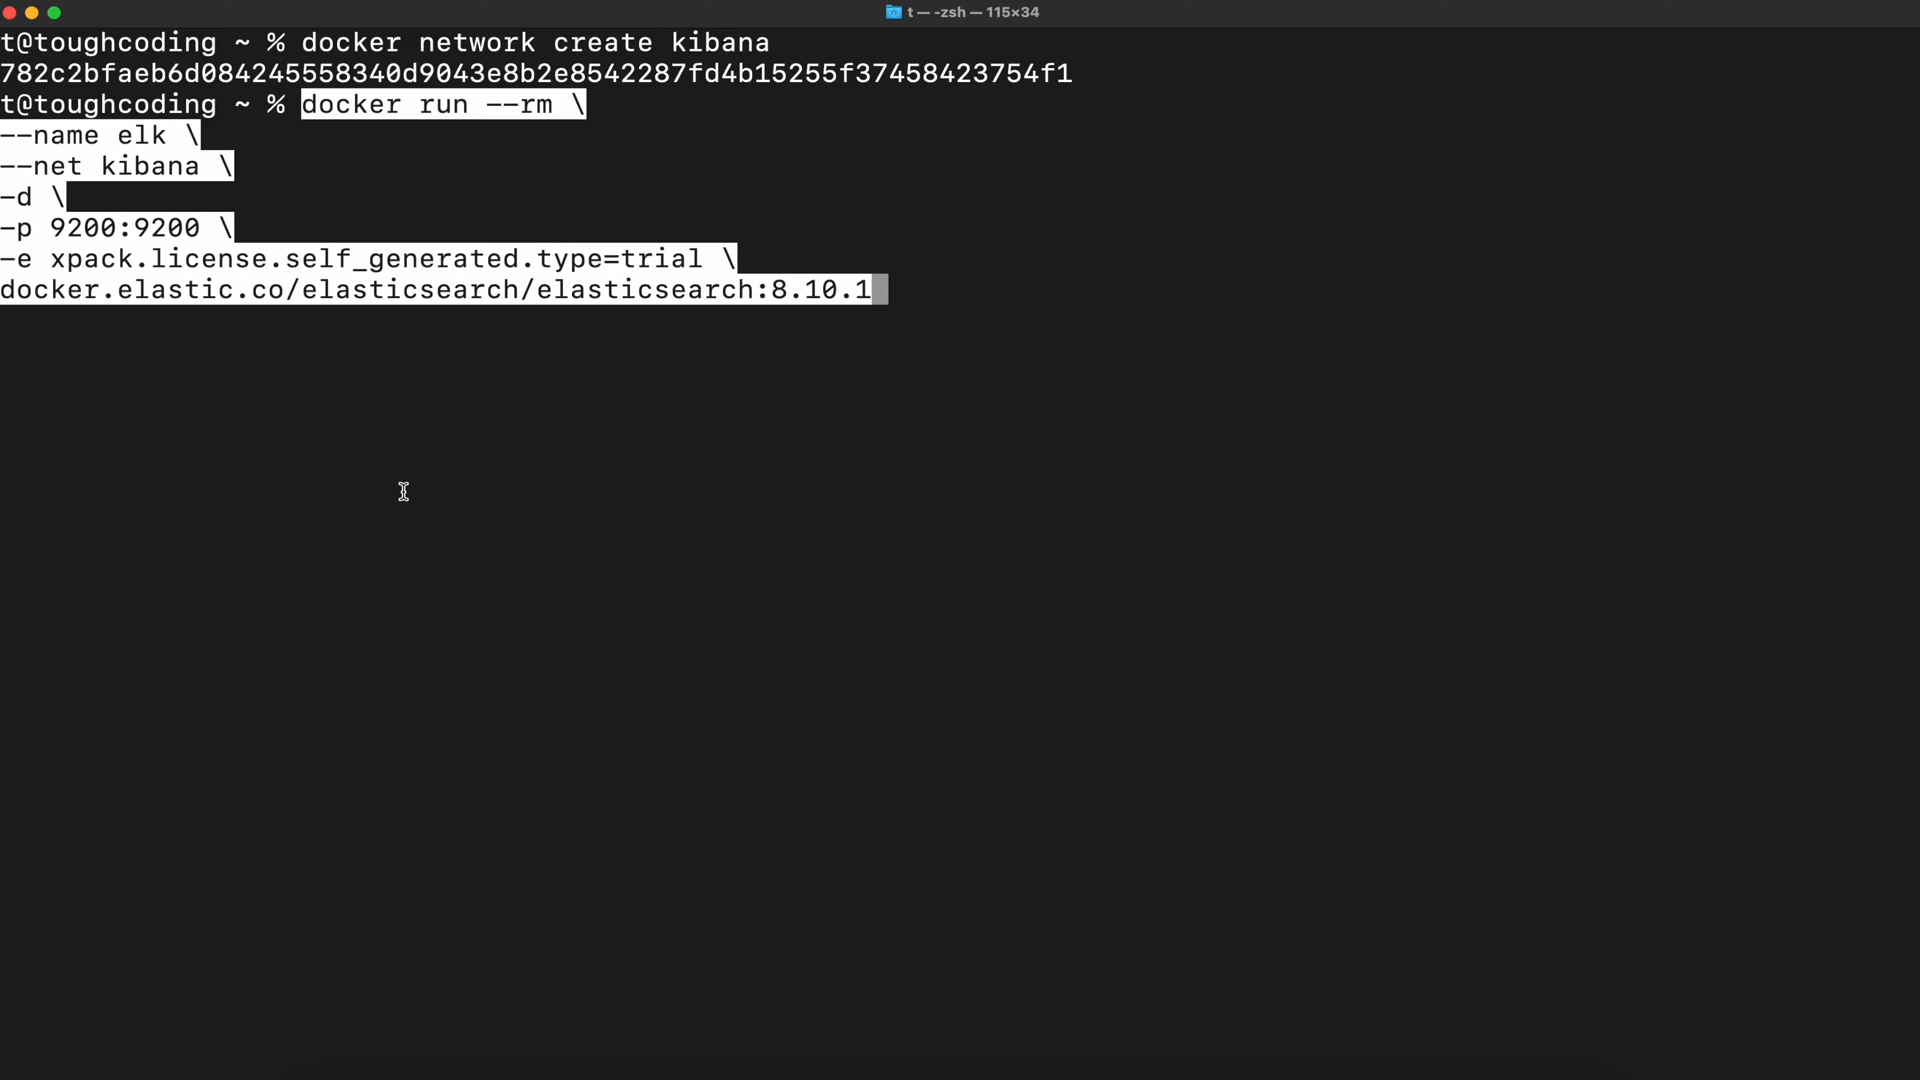 t — -zsh — 115×34
t@toughcoding ~ % docker network create kibana
782c2bfaeb6d084245558340d9043e8b2e8542287fd4b15255f37458423754f1
t@toughcoding ~ % docker run --rm \
--name elk \
--net kibana \
-d \
-p 9200:9200 \
-e xpack.license.self_generated.type=trial \
docker.elastic.co/elasticsearch/elasticsearch:8.10.1